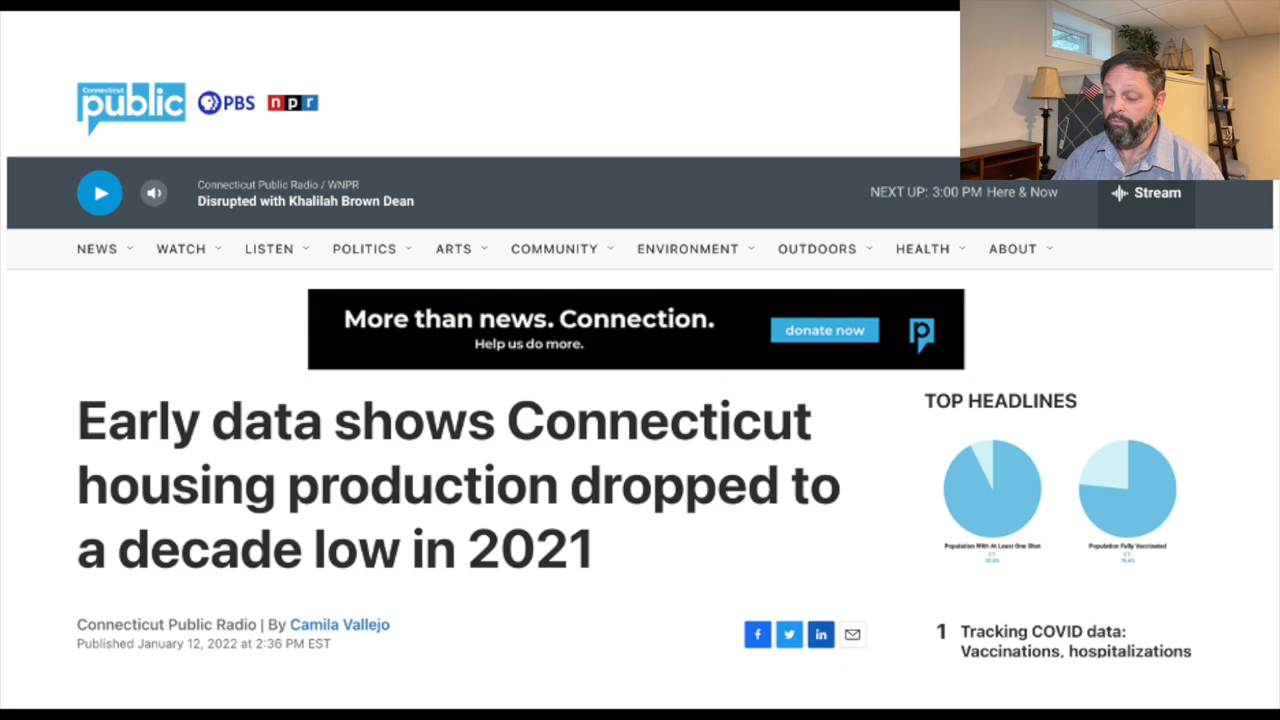 Connecticut
public
PBS
npr
Connecticut Public Radio / WNPR
Disrupted with Khalilah Brown Dean
NEXT UP: 3:00 PM Here & Now
Stream
NEWS
WATCH
LISTEN
POLITICS
ARTS
COMMUNITY
ENVIRONMENT
OUTDOORS
HEALTH
ABOUT
More than news. Connection.
Help us do more.
donate now
p
Early data shows Connecticut
housing production dropped to
a decade low in 2021
Connecticut Public Radio | By Camila Vallejo
Published January 12, 2022 at 2:36 PM EST
f
in
TOP HEADLINES
Population With At Least One Shot
CT
Population Fully Vaccinated
CT
1 Tracking COVID data:
Vaccinations, hospitalizations